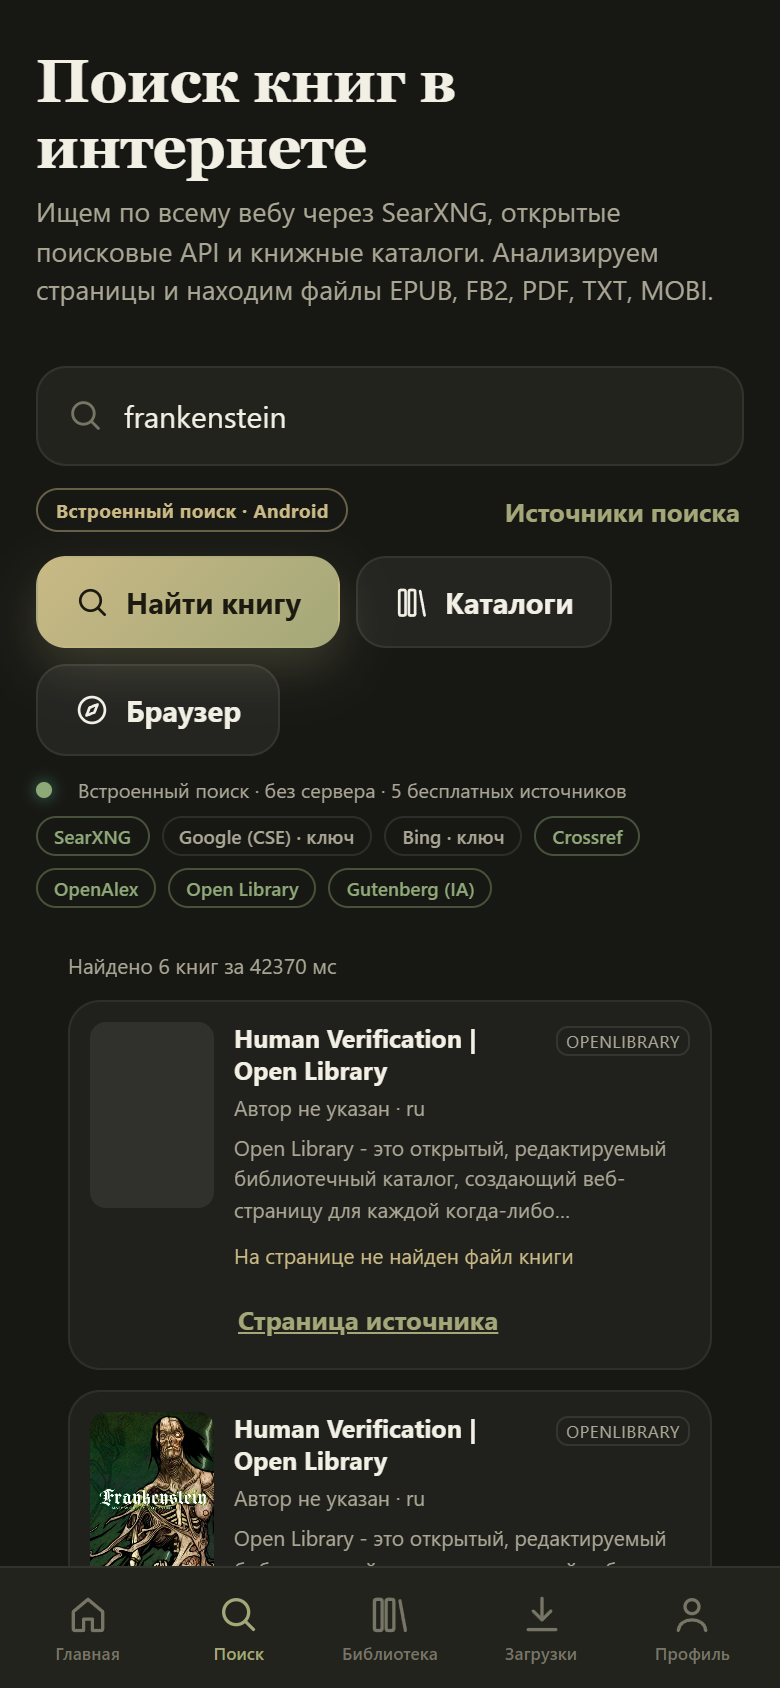 Поиск книг в
интернете
Ищем по всему вебу через SearXNG, открытые
поисковые API и книжные каталоги. Анализируем
страницы и находим файлы EPUB, FB2, PDF, TXT, MOBI.
frankenstein
Встроенный поиск · Android
Источники поиска
Найти книгу
Каталоги
Браузер
Встроенный поиск · без сервера · 5 бесплатных источников
SearXNG
Google (CSE) · ключ
Bing · ключ
Crossref
OpenAlex
Open Library
Gutenberg (IA)
Найдено 6 книг за 42370 мс
Human Verification |
Open Library
OPENLIBRARY
Автор не указан · ru
Open Library - это открытый, редактируемый
библиотечный каталог, создающий веб-
страницу для каждой когда-либо...
На странице не найден файл книги
Страница источника
Frankenstein
Human Verification |
Open Library
OPENLIBRARY
Автор не указан · ru
Open Library - это открытый, редактируемый
Главная
Поиск
Библиотека
Загрузки
Профиль